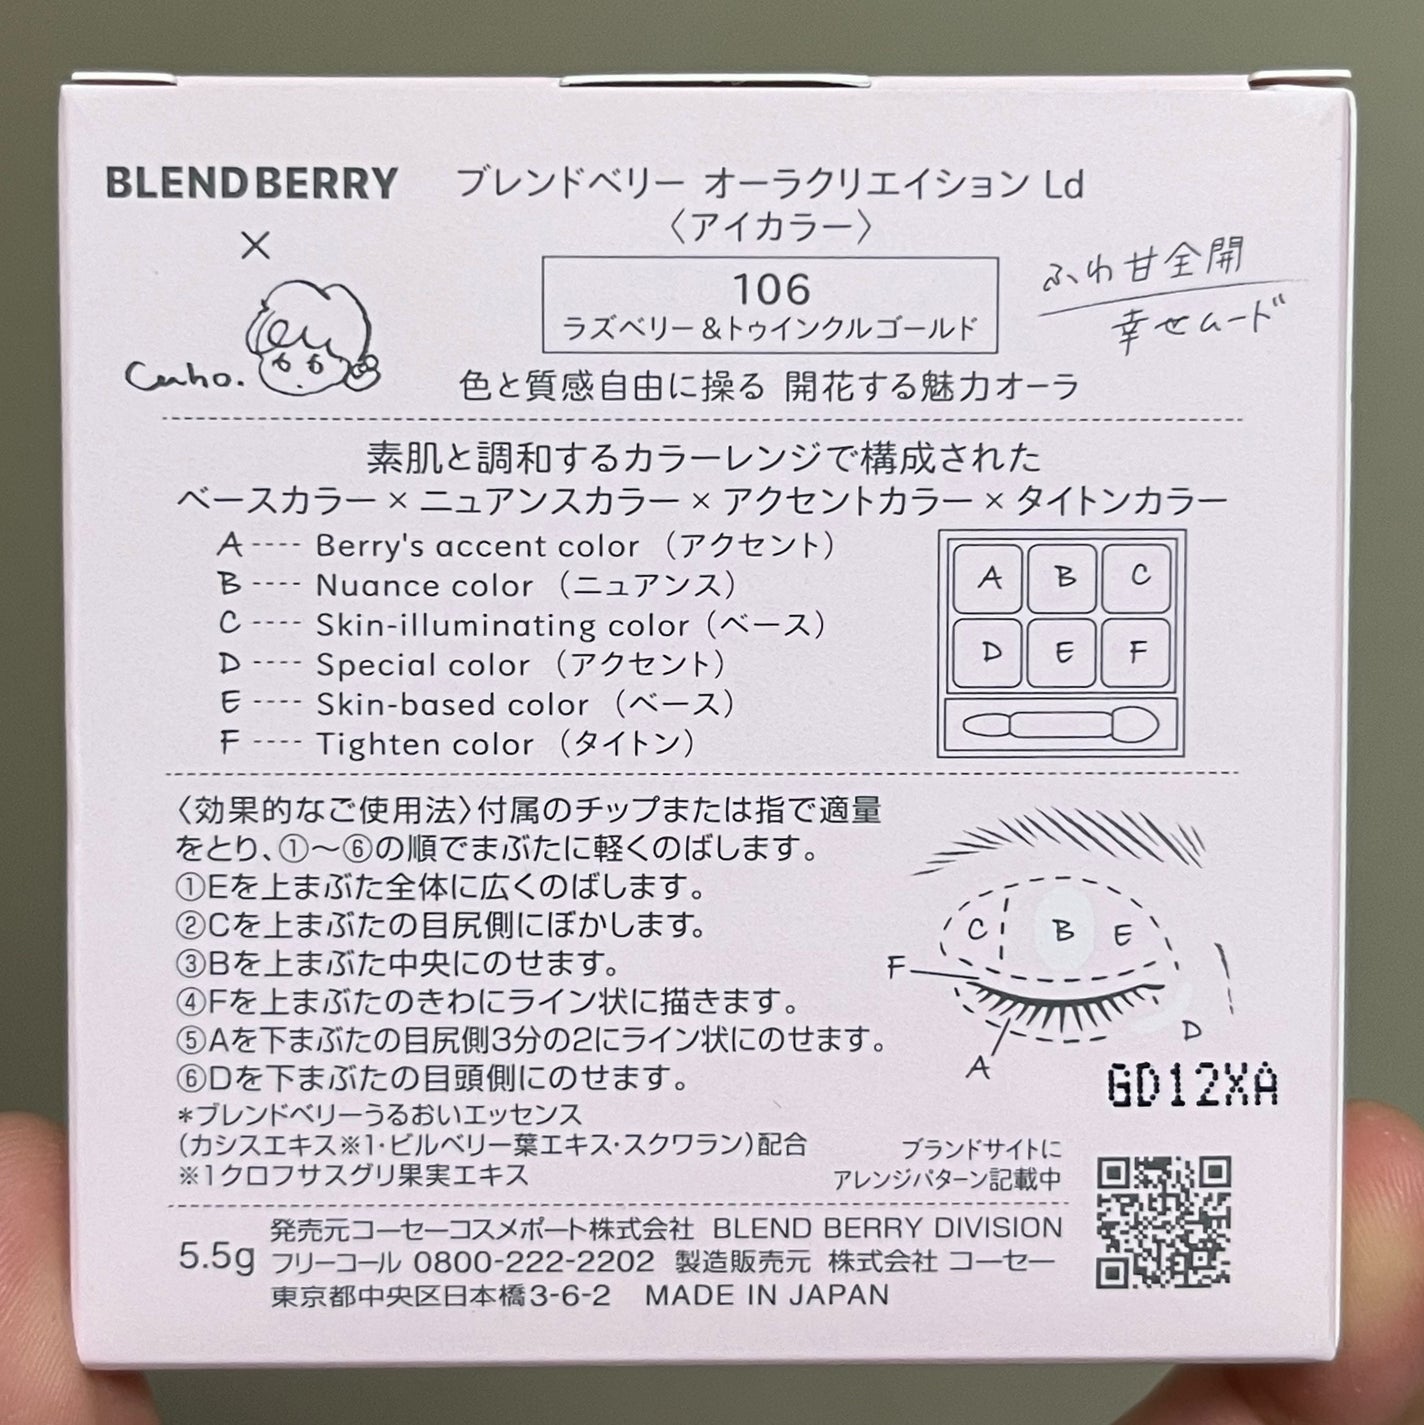 BLEND BERRY
×
Cuho.
ブレンドベリー オーラクリエイション Ld
〈アイカラー〉
106
ラズベリー&トゥインクルゴールド
ふわ甘全開
幸せムード
色と質感自由に操る 開花する魅力オーラ
素肌と調和するカラーレンジで構成された
ベースカラー×ニュアンスカラー×アクセントカラー×タイトンカラー
A ---- Berry's accent color （アクセント）
B ---- Nuance color （ニュアンス）
C ---- Skin-illuminating color（ベース）
D ---- Special color （アクセント）
E ---- Skin-based color （ベース）
F ---- Tighten color （タイトン）
A B C
D E F
〈効果的なご使用法〉付属のチップまたは指で適量
をとり、①～⑥の順でまぶたに軽くのばします。
①Eを上まぶた全体に広くのばします。
②Cを上まぶたの目尻側にぼかします。
③Bを上まぶた中央にのせます。
④Fを上まぶたのきわにライン状に描きます。
⑤Aを下まぶたの目尻側3分の2にライン状にのせます。
⑥Dを下まぶたの目頭側にのせます。
C B E
F
D
A
GD12XA
*ブレンドベリーうるおいエッセンス
（カシスエキス※1・ビルベリー葉エキス・スクワラン）配合
※1クロフサスグリ果実エキス
ブランドサイトに
アレンジパターン記載中
5.5g
発売元コーセーコスメポート株式会社 BLEND BERRY DIVISION
フリーコール 0800-222-2202 製造販売元 株式会社 コーセー
東京都中央区日本橋3-6-2 MADE IN JAPAN